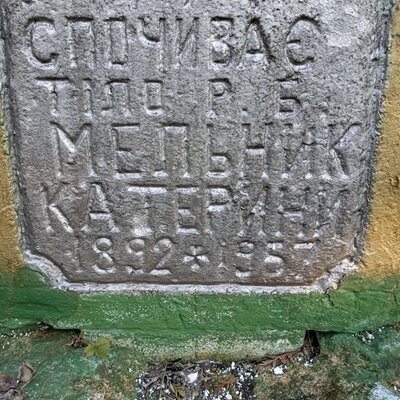 СПОЧИВАЄ
ТІЛО Р. Б.
МЕЛЬНИК
КАТЕРИНИ
1892*1957